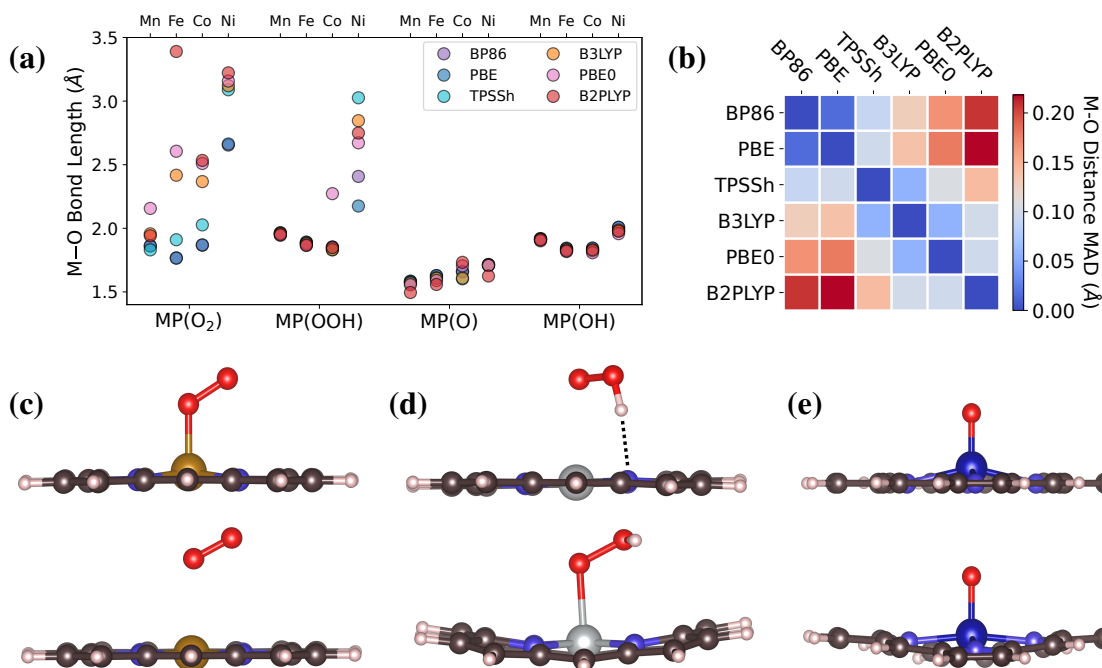 Mn Fe Co Ni Mn Fe Co Ni Mn Fe Co Ni Mn Fe Co Ni
(a)
M−O Bond Length (Å)
3.5
3.0
2.5
2.0
1.5
BP86
PBE
TPSSh
B3LYP
PBE0
B2PLYP
MP(O₂) MP(OOH) MP(O) MP(OH)
(b)
BP86 PBE TPSSh B3LYP PBE0 B2PLYP
BP86
PBE
TPSSh
B3LYP
PBE0
B2PLYP
0.20
0.15
0.10
0.05
0.00
M-O Distance MAD (Å)
(c)
(d)
(e)